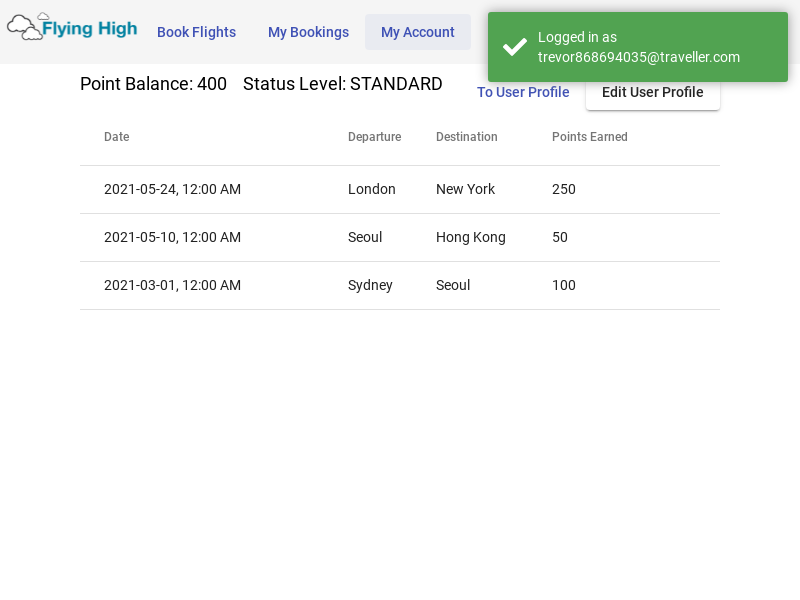 Flying High
Book Flights
My Bookings
My Account
Logged in as
trevor868694035@traveller.com
Point Balance: 400 Status Level: STANDARD
To User Profile
Edit User Profile
Date Departure Destination Points Earned
2021-05-24, 12:00 AM London New York 250
2021-05-10, 12:00 AM Seoul Hong Kong 50
2021-03-01, 12:00 AM Sydney Seoul 100